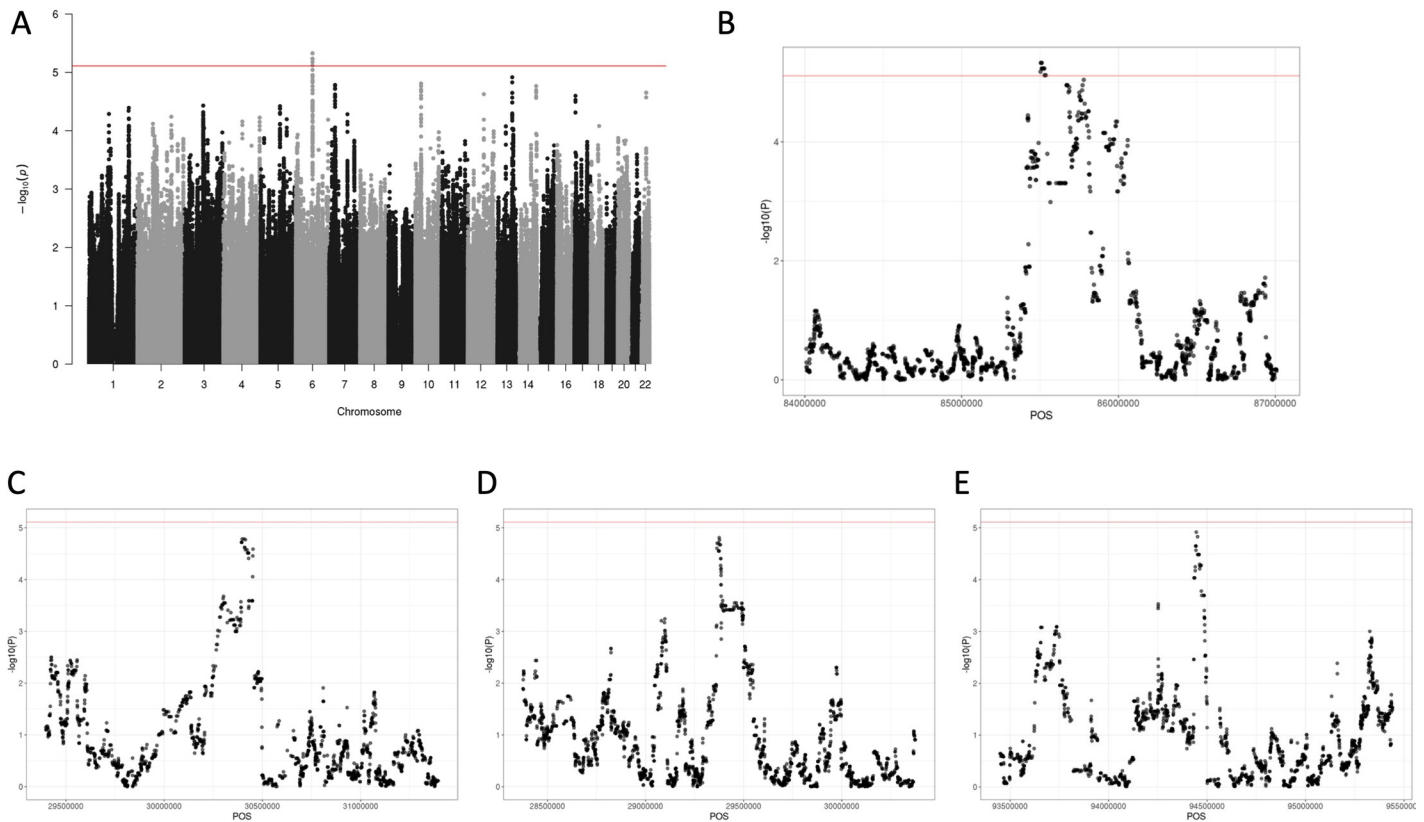 A
6
5
4
3
2
1
0
− log10(p)
1 2 3 4 5 6 7 8 9 10 11 12 13 14 16 18 20 22
Chromosome
B
4
2
0
-log10(P)
84000000 85000000 86000000 87000000
POS
C
5
4
3
2
1
0
-log10(P)
29500000 30000000 30500000 31000000
POS
D
5
4
3
2
1
0
-log10(P)
28500000 29000000 29500000 30000000
POS
E
5
4
3
2
1
0
-log10(P)
93500000 94000000 94500000 95000000 9550000
POS